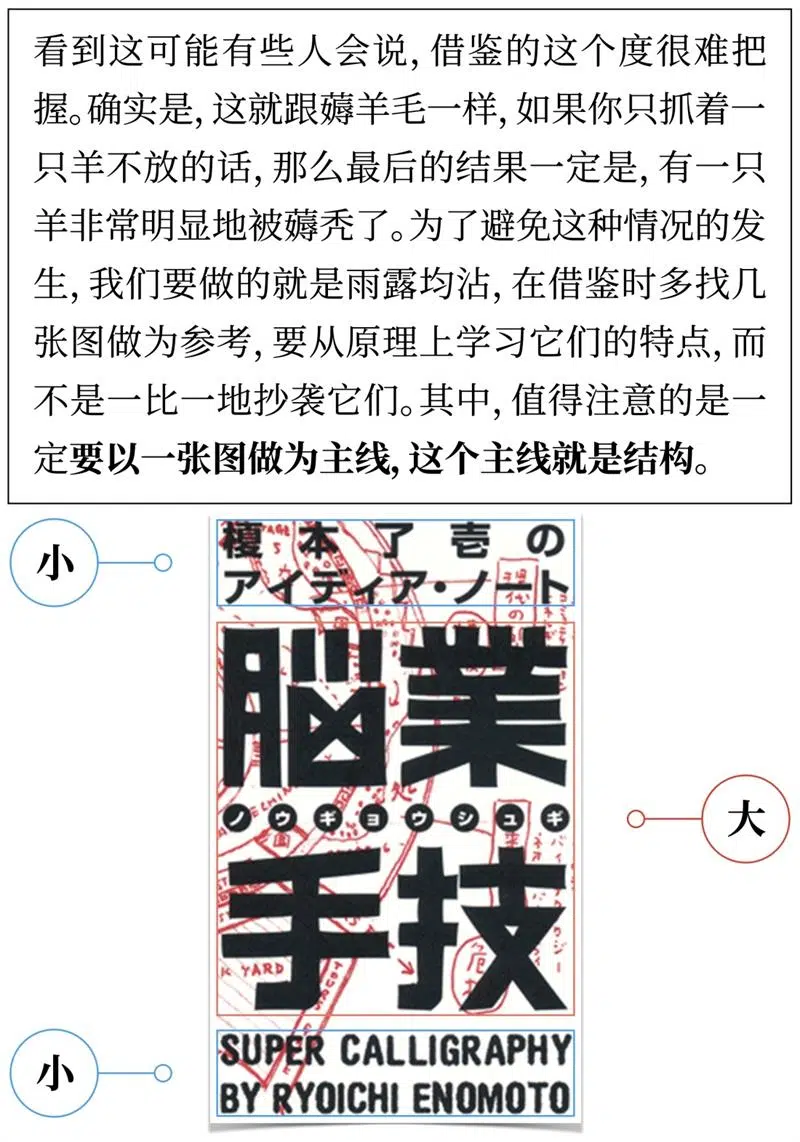 看到这可能有些人会说, 借鉴的这个度很难把
握。确实是, 这就跟薅羊毛一样, 如果你只抓着一
只羊不放的话, 那么最后的结果一定是, 有一只
羊非常明显地被薅秃了。为了避免这种情况的发
生, 我们要做的就是雨露均沾, 在借鉴时多找几
张图做为参考, 要从原理上学习它们的特点, 而
不是一比一地抄袭它们。其中, 值得注意的是一
定要以一张图做为主线, 这个主线就是结构。
小
榎本了壱の
アイディア・ノート
脳業
ノウギョウシュギ
大
手技
K YARD
小
SUPER CALLIGRAPHY
BY RYOICHI ENOMOTO